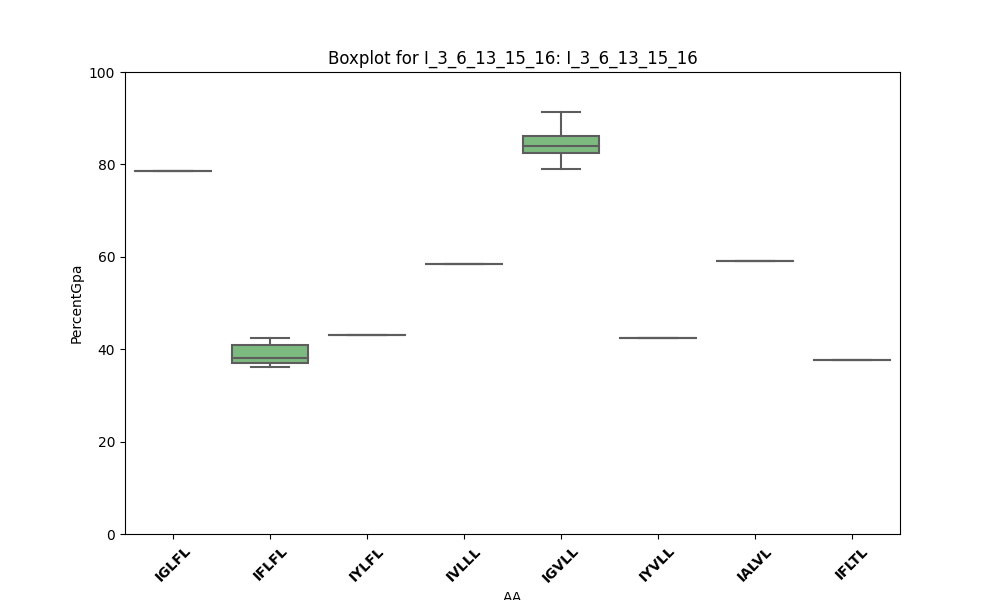 Boxplot for I_3_6_13_15_16: I_3_6_13_15_16
100
80
60
40
20
0
PercentGpa
IGLFL
IFLFL
IYLFL
IVLLL
IGVLL
IYVLL
IALVL
IFLTL
AA